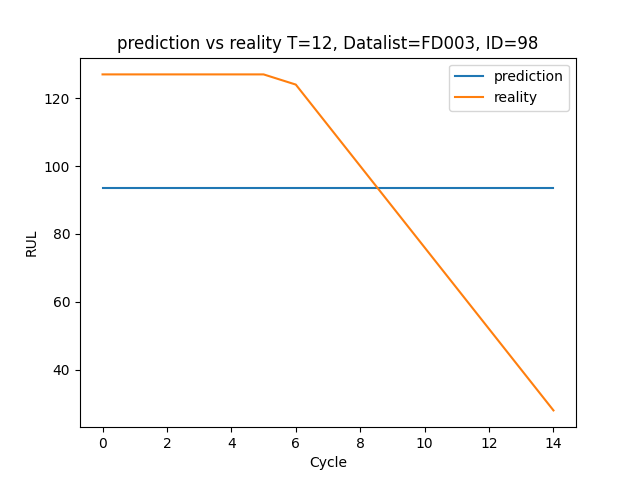 prediction vs reality T=12, Datalist=FD003, ID=98
prediction
reality
120
100
80
60
40
RUL
0 2 4 6 8 10 12 14
Cycle